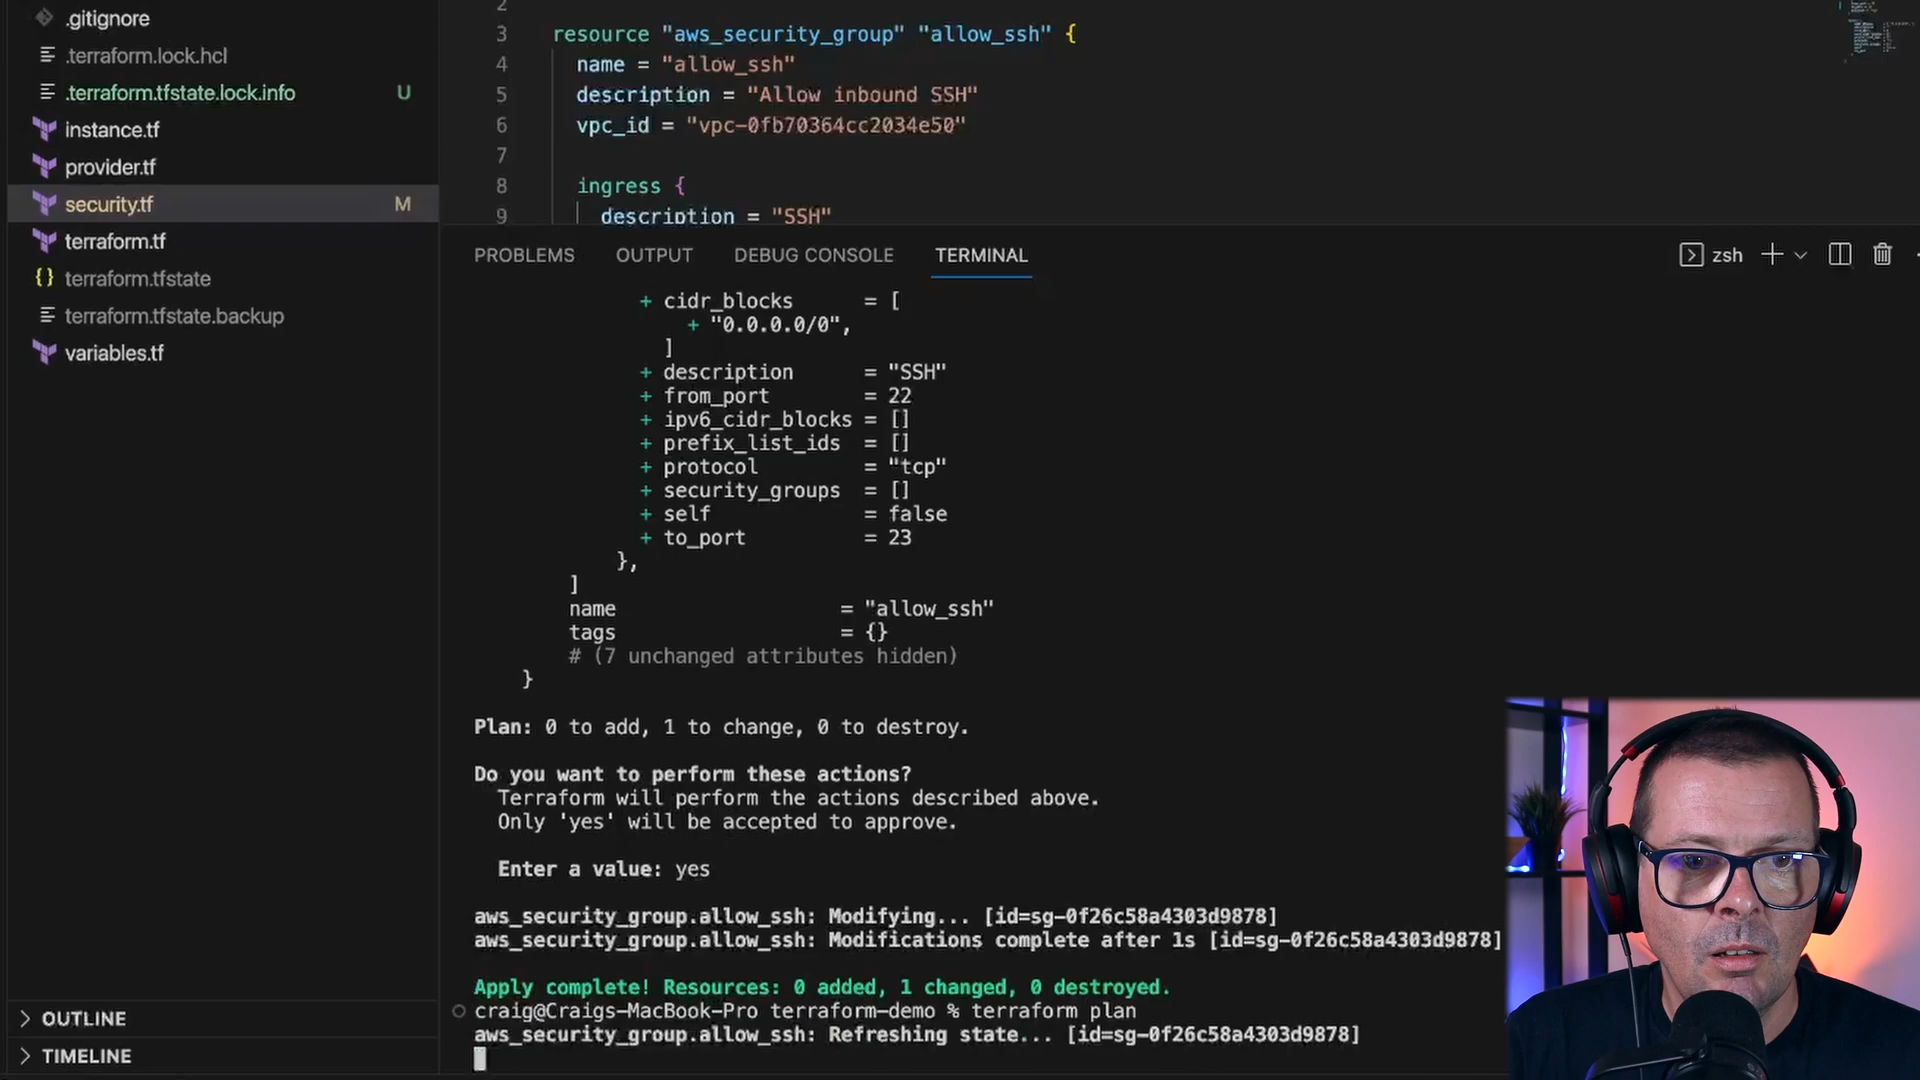 .gitignore
.terraform.lock.hcl
.terraform.tfstate.lock.info U
instance.tf
provider.tf
security.tf M
terraform.tf
terraform.tfstate
terraform.tfstate.backup
variables.tf
OUTLINE
TIMELINE
2
3 resource "aws_security_group" "allow_ssh" {
4 name = "allow_ssh"
5 description = "Allow inbound SSH"
6 vpc_id = "vpc-0fb70364cc2034e50"
7
8 ingress {
9 description = "SSH"
PROBLEMS OUTPUT DEBUG CONSOLE TERMINAL zsh
+ cidr_blocks = [
+ "0.0.0.0/0",
]
+ description = "SSH"
+ from_port = 22
+ ipv6_cidr_blocks = []
+ prefix_list_ids = []
+ protocol = "tcp"
+ security_groups = []
+ self = false
+ to_port = 23
},
]
name = "allow_ssh"
tags = {}
# (7 unchanged attributes hidden)
}
Plan: 0 to add, 1 to change, 0 to destroy.
Do you want to perform these actions?
Terraform will perform the actions described above.
Only 'yes' will be accepted to approve.
Enter a value: yes
aws_security_group.allow_ssh: Modifying... [id=sg-0f26c58a4303d9878]
aws_security_group.allow_ssh: Modifications complete after 1s [id=sg-0f26c58a4303d9878]
Apply complete! Resources: 0 added, 1 changed, 0 destroyed.
craig@Craigs-MacBook-Pro terraform-demo % terraform plan
aws_security_group.allow_ssh: Refreshing state... [id=sg-0f26c58a4303d9878]